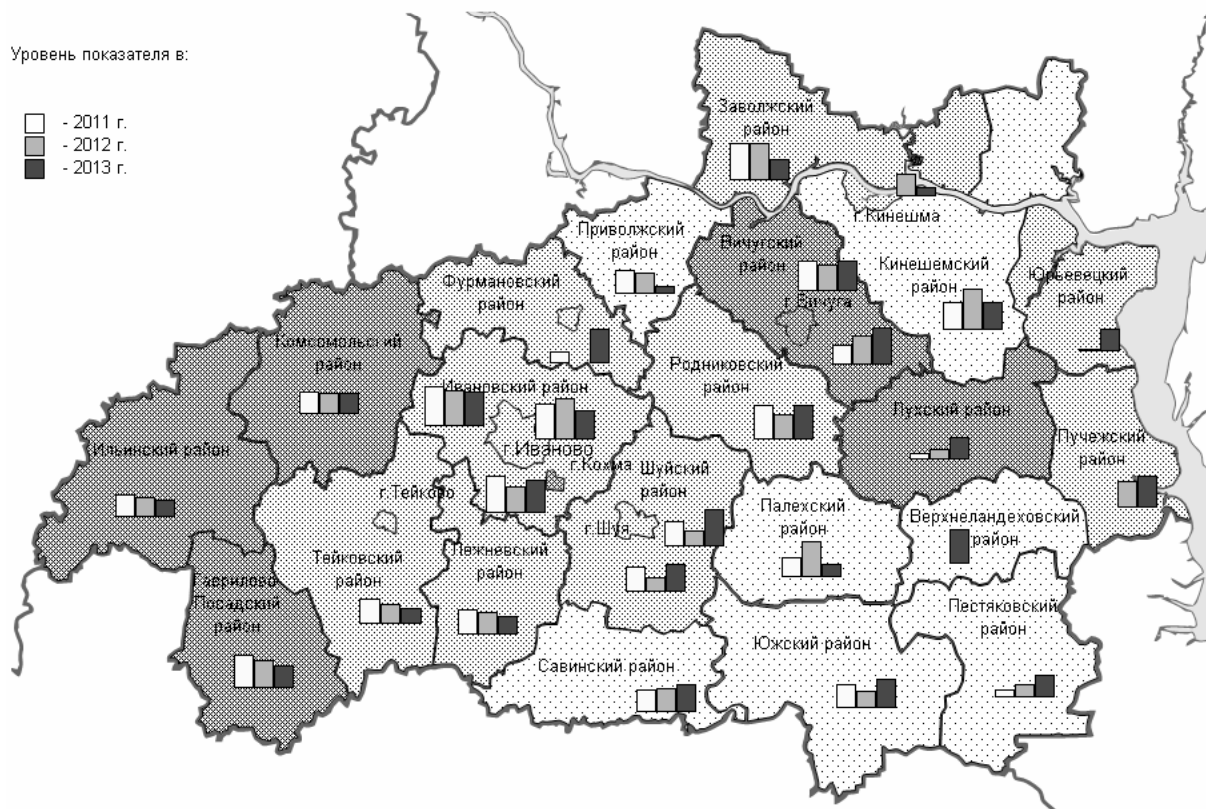 Уровень показателя в:
- 2011 г.
- 2012 г.
- 2013 г.
Заволжский
район
г.Кинешма
Приволжский
район
Вичугский
район
Кинешемский
район
Юрьевецкий
район
Фурмановский
район
г.Вичуга
Комсомольский
район
Родниковский
район
Ивановский район
Лухский район
Ильинский район
г.Иваново
Пучежский
район
г.Кохма
Шуйский
район
г.Тейково
Палехский
район
Верхнеландеховский
район
г.Шуя
Тейковский
район
Лежневский
район
Гаврилово
Посадский
район
Пестяковский
район
Савинский район
Южский район